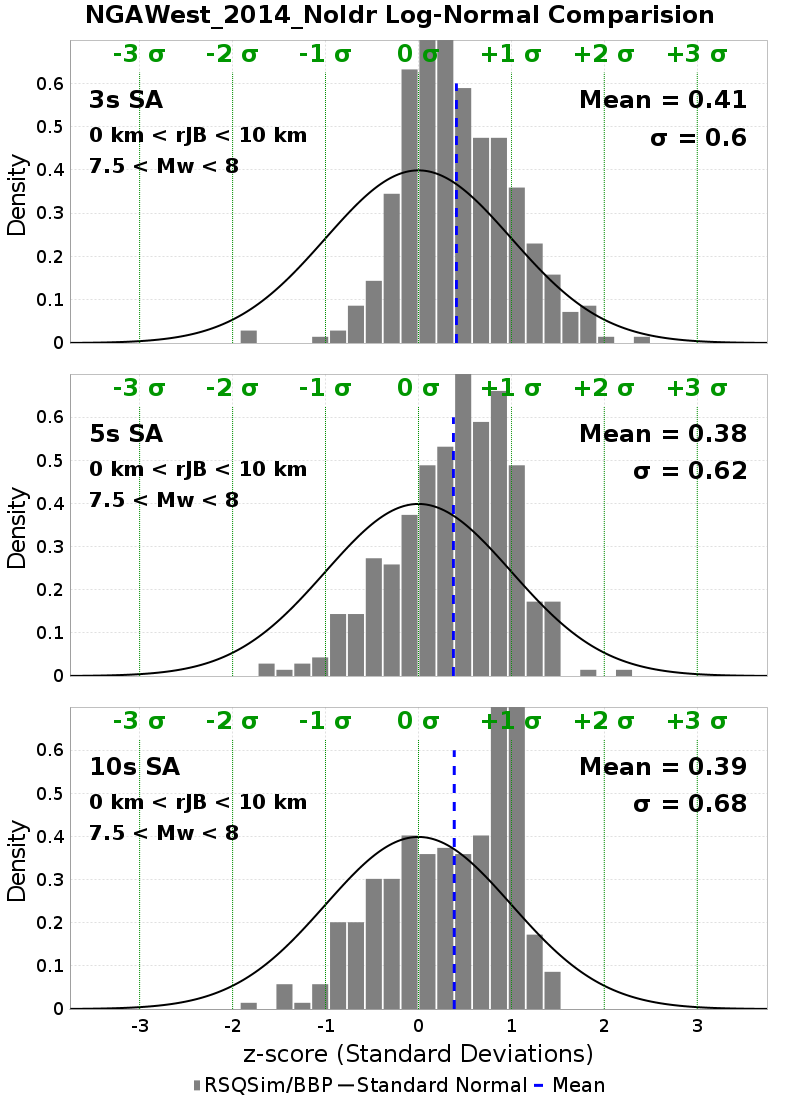 NGAWest_2014_NoIdr Log-Normal Comparision
-3 σ -2 σ -1 σ 0 σ +1 σ +2 σ +3 σ
3s SA Mean = 0.41
0 km < rJB < 10 km σ = 0.6
7.5 < Mw < 8
Density
0.6
0.5
0.4
0.3
0.2
0.1
0
-3 σ -2 σ -1 σ 0 σ +1 σ +2 σ +3 σ
5s SA Mean = 0.38
0 km < rJB < 10 km σ = 0.62
7.5 < Mw < 8
Density
0.6
0.5
0.4
0.3
0.2
0.1
0
-3 σ -2 σ -1 σ 0 σ +1 σ +2 σ +3 σ
10s SA Mean = 0.39
0 km < rJB < 10 km σ = 0.68
7.5 < Mw < 8
Density
0.6
0.5
0.4
0.3
0.2
0.1
0
-3 -2 -1 0 1 2 3
z-score (Standard Deviations)
RSQSim/BBP Standard Normal Mean